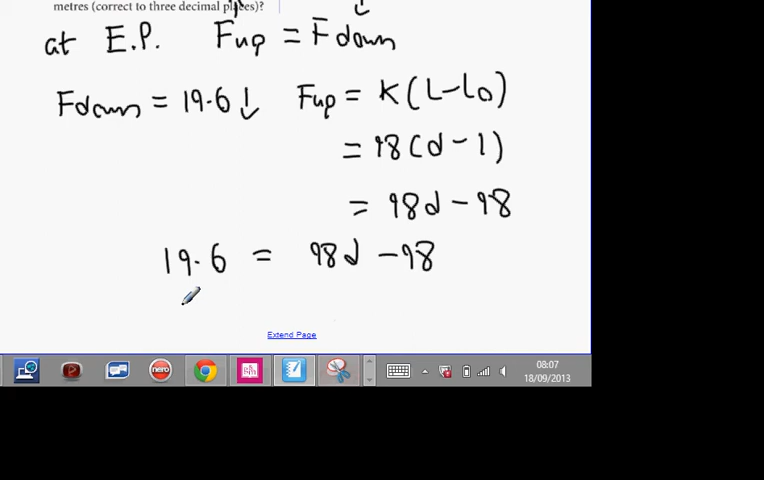 metres (correct to three decimal places)?
at E.P. Fup = Fdown
Fdown = 19.6↓ Fup = K(L-l0)
= 98(d-1)
= 98d - 98
19.6 = 98d - 98
Extend Page
nero
08:07
18/09/2013